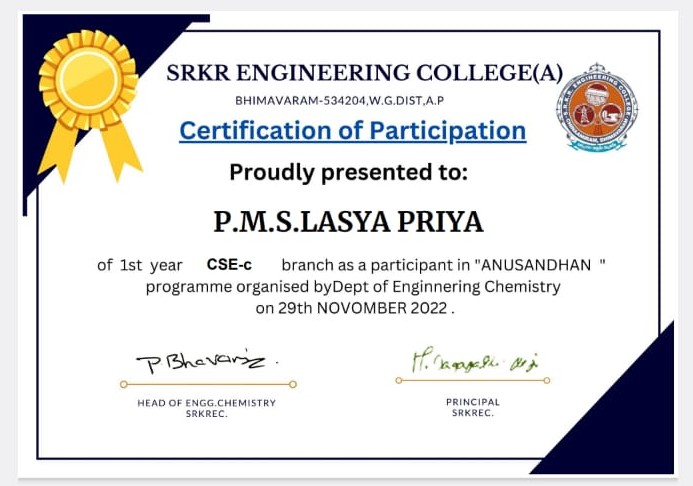 SRKR ENGINEERING COLLEGE(A)
BHIMAVARAM-534204,W.G.DIST,A.P
Certification of Participation
Proudly presented to:
P.M.S.LASYA PRIYA
of 1st year CSE-c branch as a participant in "ANUSANDHAN "
programme organised byDept of Enginnering Chemistry
on 29th NOVOMBER 2022 .
P Bhavani
HEAD OF ENGG.CHEMISTRY
SRKREC.
PRINCIPAL
SRKREC.